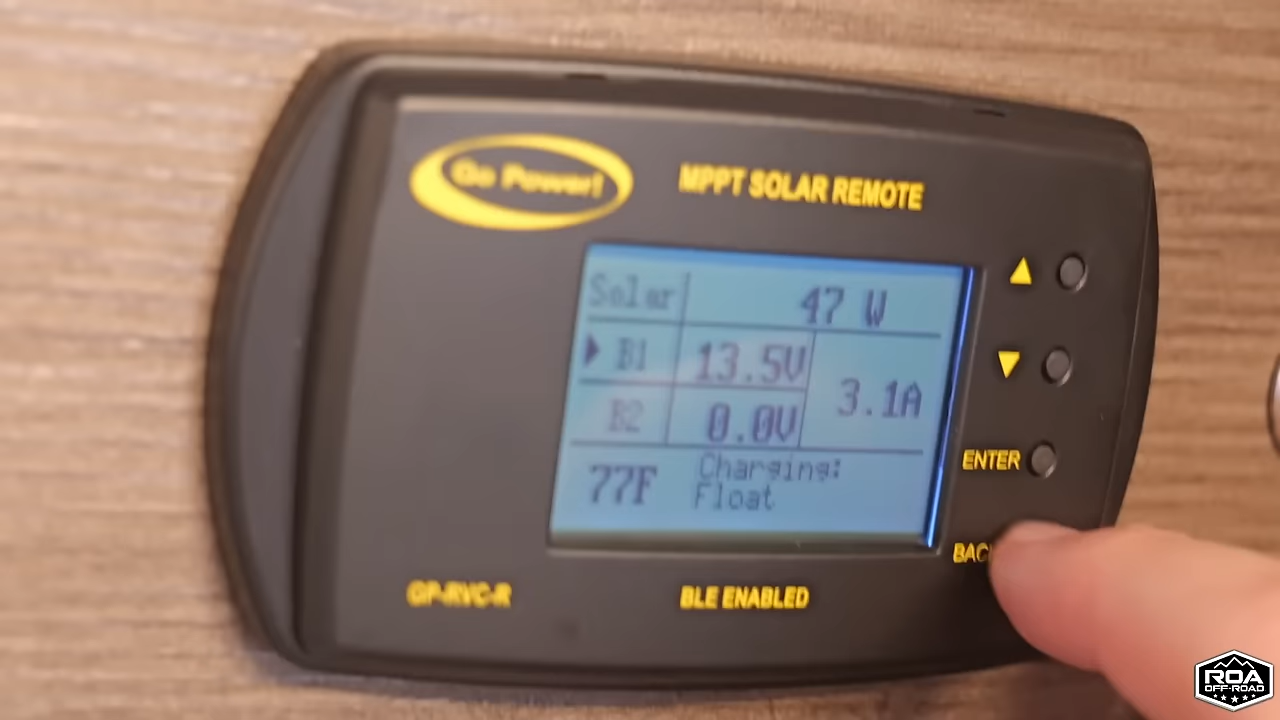 Go Power!
MPPT SOLAR REMOTE
Solar 47 W
B1 13.5V
3.1A
B2 0.0V
77F Charging:
Float
ENTER
BAC
GP-RVC-R
BLE ENABLED
ROA
OFF-ROAD